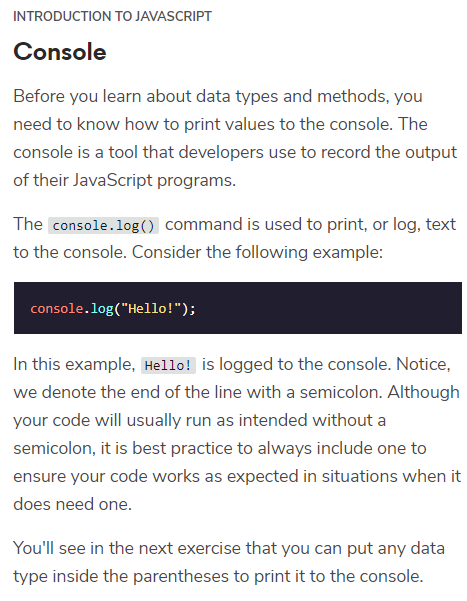 INTRODUCTION TO JAVASCRIPT
Console
Before you learn about data types and methods, you
need to know how to print values to the console. The
console is a tool that developers use to record the output
of their JavaScript programs.
The console.log() command is used to print, or log, text
to the console. Consider the following example:
console.log("Hello!");
In this example, Hello! is logged to the console. Notice,
we denote the end of the line with a semicolon. Although
your code will usually run as intended without a
semicolon, it is best practice to always include one to
ensure your code works as expected in situations when it
does need one.
You'll see in the next exercise that you can put any data
type inside the parentheses to print it to the console.